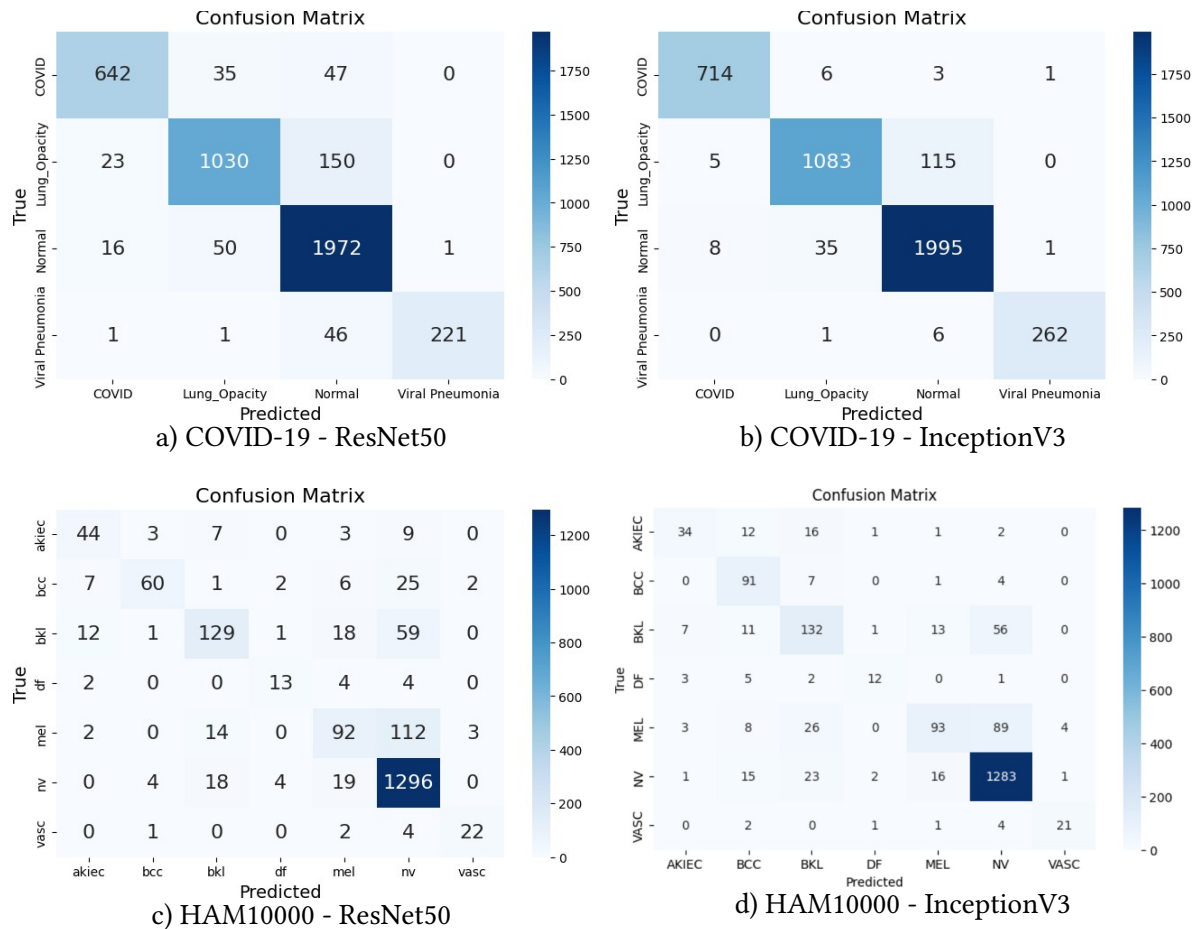 Confusion Matrix
COVID 642 35 47 0
Lung_Opacity 23 1030 150 0
Normal 16 50 1972 1
Viral Pneumonia 1 1 46 221
True
COVID Lung_Opacity Normal Viral Pneumonia
Predicted
1750
1500
1250
1000
750
500
250
0
a) COVID-19 - ResNet50
Confusion Matrix
COVID 714 6 3 1
Lung_Opacity 5 1083 115 0
Normal 8 35 1995 1
Viral Pneumonia 0 1 6 262
True
COVID Lung_Opacity Normal Viral Pneumonia
Predicted
1750
1500
1250
1000
750
500
250
0
b) COVID-19 - InceptionV3
Confusion Matrix
akiec 44 3 7 0 3 9 0
bcc 7 60 1 2 6 25 2
bkl 12 1 129 1 18 59 0
df 2 0 0 13 4 4 0
mel 2 0 14 0 92 112 3
nv 0 4 18 4 19 1296 0
vasc 0 1 0 0 2 4 22
True
akiec bcc bkl df mel nv vasc
Predicted
1200
1000
800
600
400
200
0
c) HAM10000 - ResNet50
Confusion Matrix
AKIEC 34 12 16 1 1 2 0
BCC 0 91 7 0 1 4 0
BKL 7 11 132 1 13 56 0
DF 3 5 2 12 0 1 0
MEL 3 8 26 0 93 89 4
NV 1 15 23 2 16 1283 1
VASC 0 2 0 1 1 4 21
True
AKIEC BCC BKL DF MEL NV VASC
Predicted
1200
1000
800
600
400
200
0
d) HAM10000 - InceptionV3